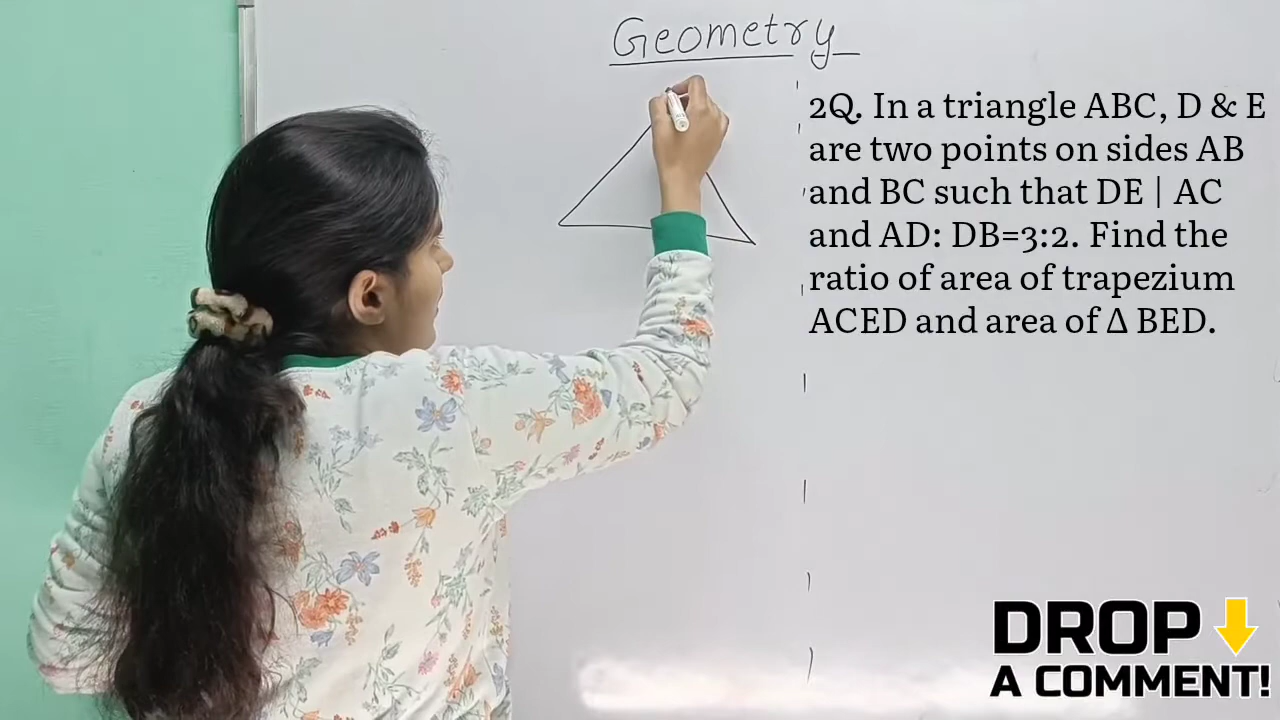 Geometry
2Q. In a triangle ABC, D & E
are two points on sides AB
and BC such that DE | AC
and AD: DB=3:2. Find the
ratio of area of trapezium
ACED and area of Δ BED.
DROP
A COMMENT!